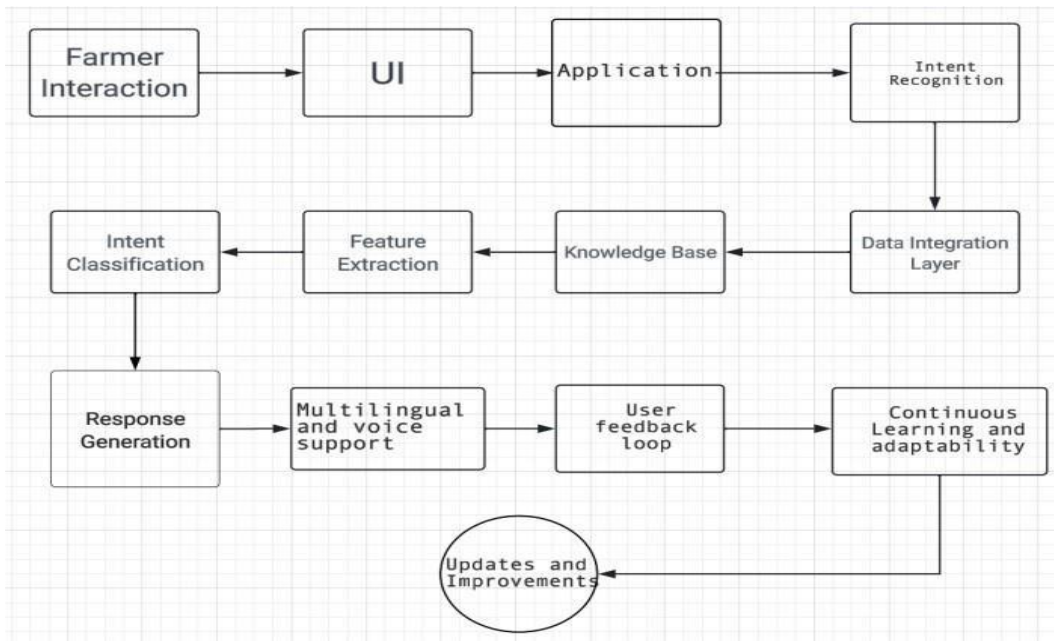 Farmer
Interaction
UI
Application
Intent
Recognition
Intent
Classification
Feature
Extraction
Knowledge Base
Data Integration
Layer
Response
Generation
Multilingual
and voice
support
User
feedback
loop
Continuous
Learning and
adaptability
Updates and
Improvements